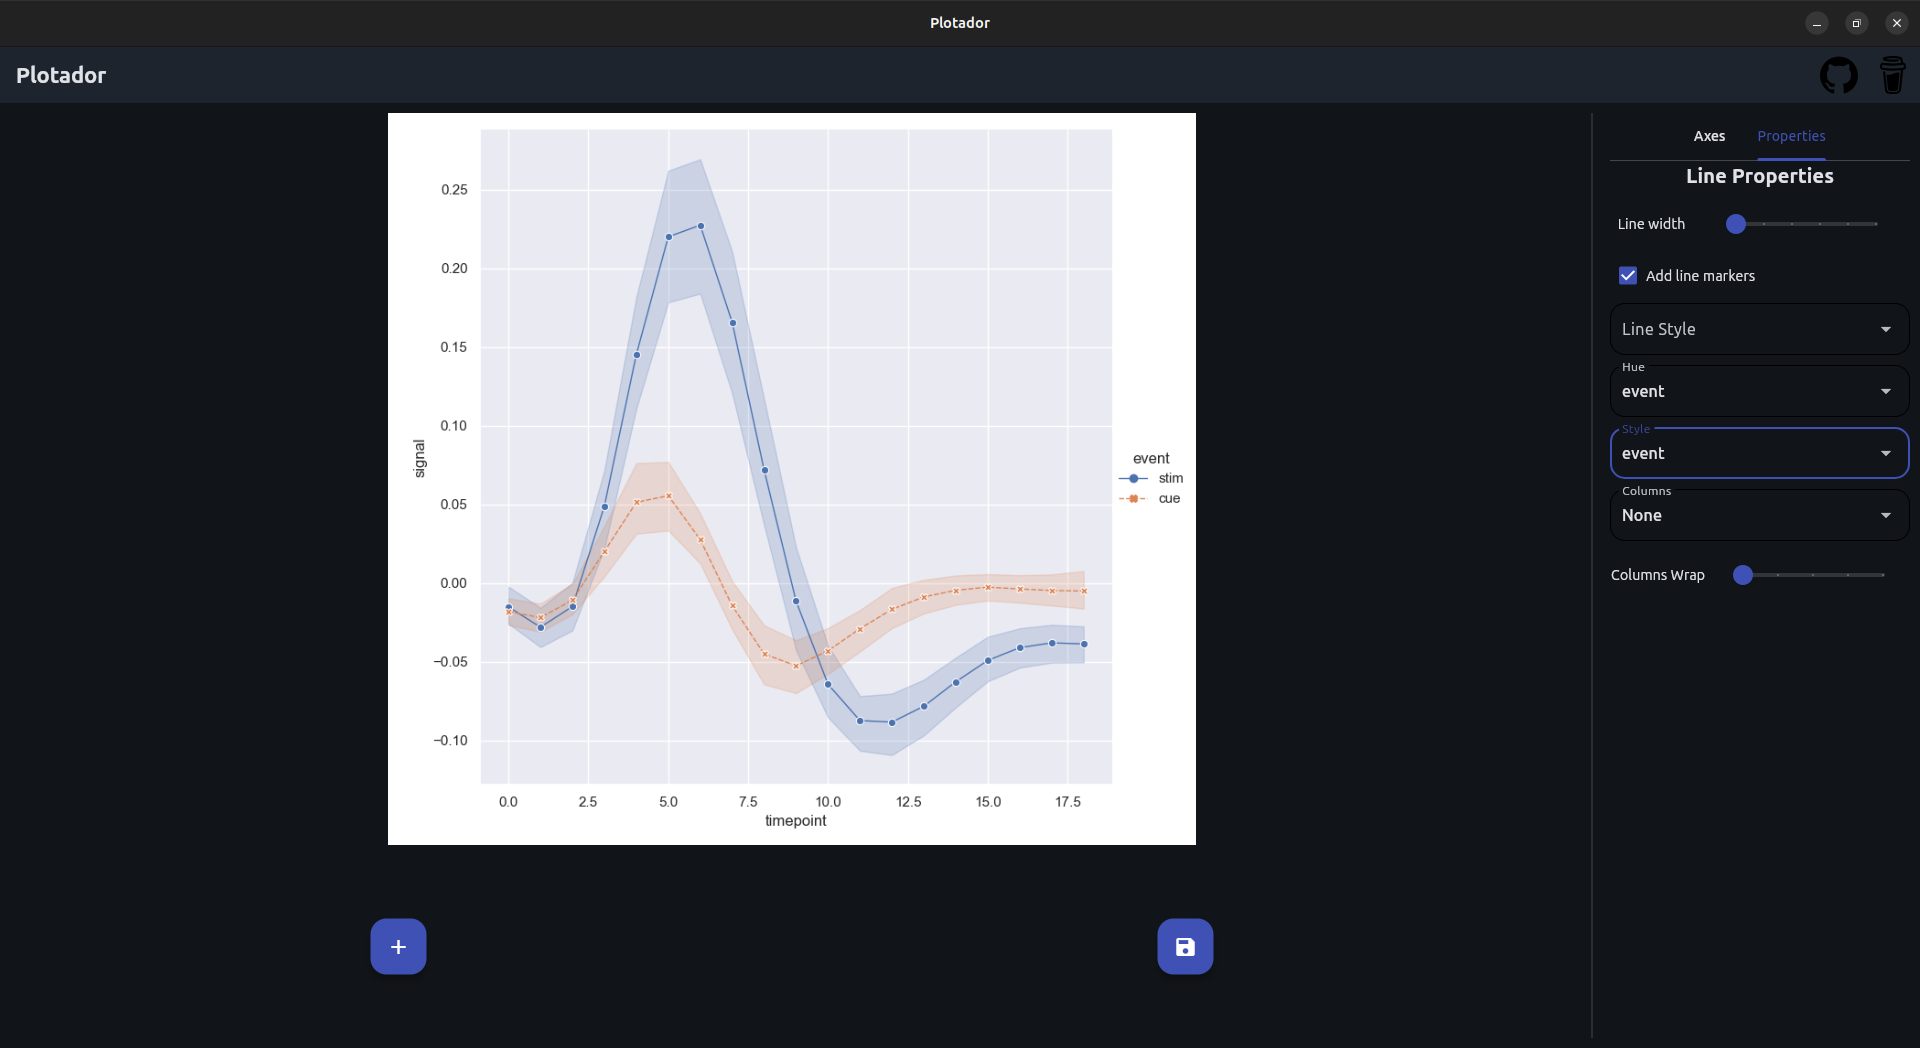 Plotador
Plotador
0.25
0.20
0.15
0.10
0.05
0.00
−0.05
−0.10
signal
0.0 2.5 5.0 7.5 10.0 12.5 15.0 17.5
timepoint
event
stim
cue
Axes Properties
Line Properties
Line width
Add line markers
Line Style
Hue
event
Style
event
Columns
None
Columns Wrap